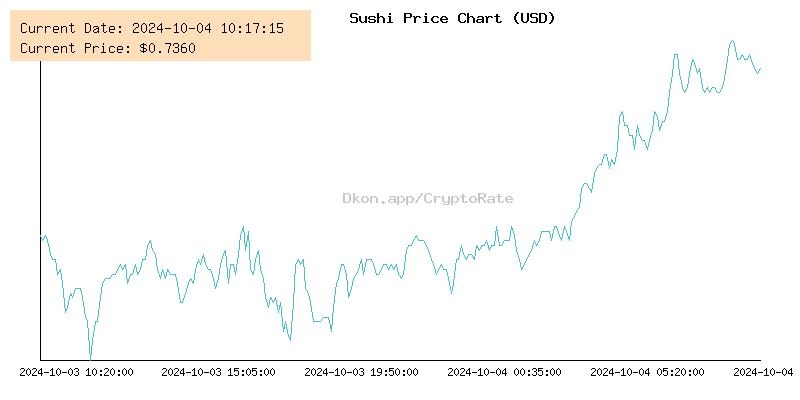 Sushi Price Chart (USD)
Current Date: 2024-10-04 10:17:15
Current Price: $0.7360
Dkon.app/CryptoRate
2024-10-03 10:20:00 2024-10-03 15:05:00 2024-10-03 19:50:00 2024-10-04 00:35:00 2024-10-04 05:20:00 2024-10-04